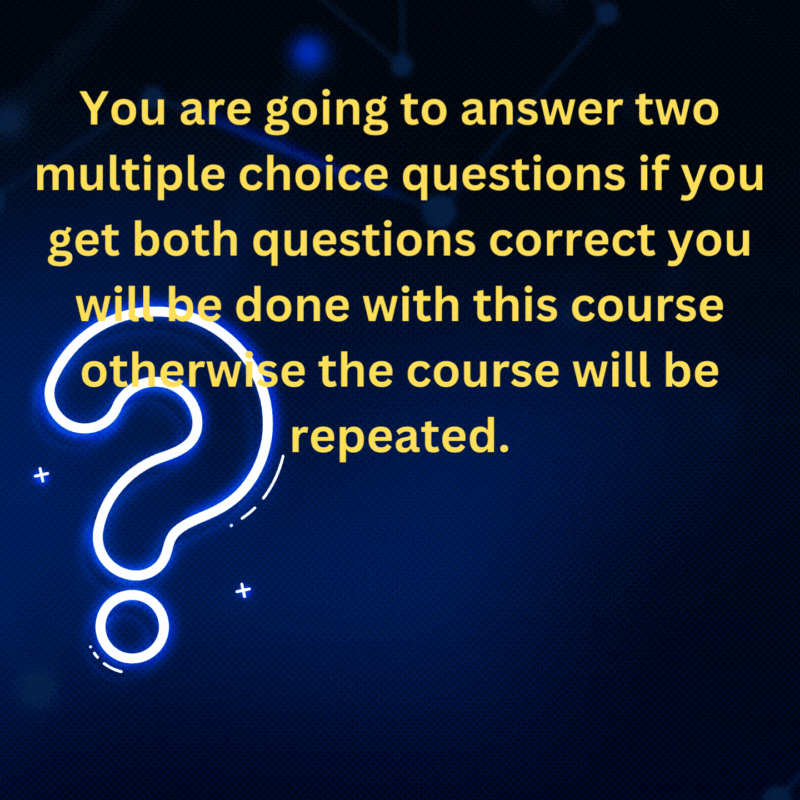 You are going to answer two
multiple choice questions if you
get both questions correct you
will be done with this course
otherwise the course will be
repeated.